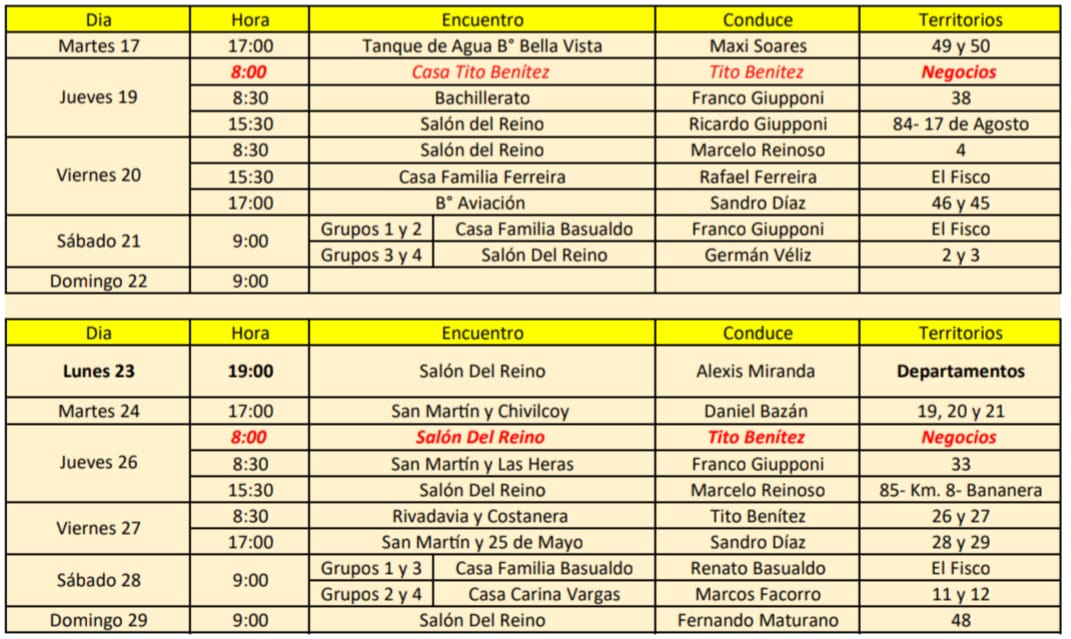 Dia Hora Encuentro Conduce Territorios
Martes 17 17:00 Tanque de Agua B° Bella Vista Maxi Soares 49 y 50
Jueves 19 8:00 Casa Tito Benítez Tito Benitez Negocios
8:30 Bachillerato Franco Giupponi 38
15:30 Salón del Reino Ricardo Giupponi 84- 17 de Agosto
Viernes 20 8:30 Salón del Reino Marcelo Reinoso 4
15:30 Casa Familia Ferreira Rafael Ferreira El Fisco
17:00 B° Aviación Sandro Díaz 46 y 45
Sábado 21 9:00 Grupos 1 y 2 Casa Familia Basualdo Franco Giupponi El Fisco
Grupos 3 y 4 Salón Del Reino Germán Véliz 2 y 3
Domingo 22 9:00
Dia Hora Encuentro Conduce Territorios
Lunes 23 19:00 Salón Del Reino Alexis Miranda Departamentos
Martes 24 17:00 San Martín y Chivilcoy Daniel Bazán 19, 20 y 21
Jueves 26 8:00 Salón Del Reino Tito Benítez Negocios
8:30 San Martín y Las Heras Franco Giupponi 33
15:30 Salón Del Reino Marcelo Reinoso 85- Km. 8- Bananera
Viernes 27 8:30 Rivadavia y Costanera Tito Benítez 26 y 27
17:00 San Martín y 25 de Mayo Sandro Díaz 28 y 29
Sábado 28 9:00 Grupos 1 y 3 Casa Familia Basualdo Renato Basualdo El Fisco
Grupos 2 y 4 Casa Carina Vargas Marcos Facorro 11 y 12
Domingo 29 9:00 Salón Del Reino Fernando Maturano 48